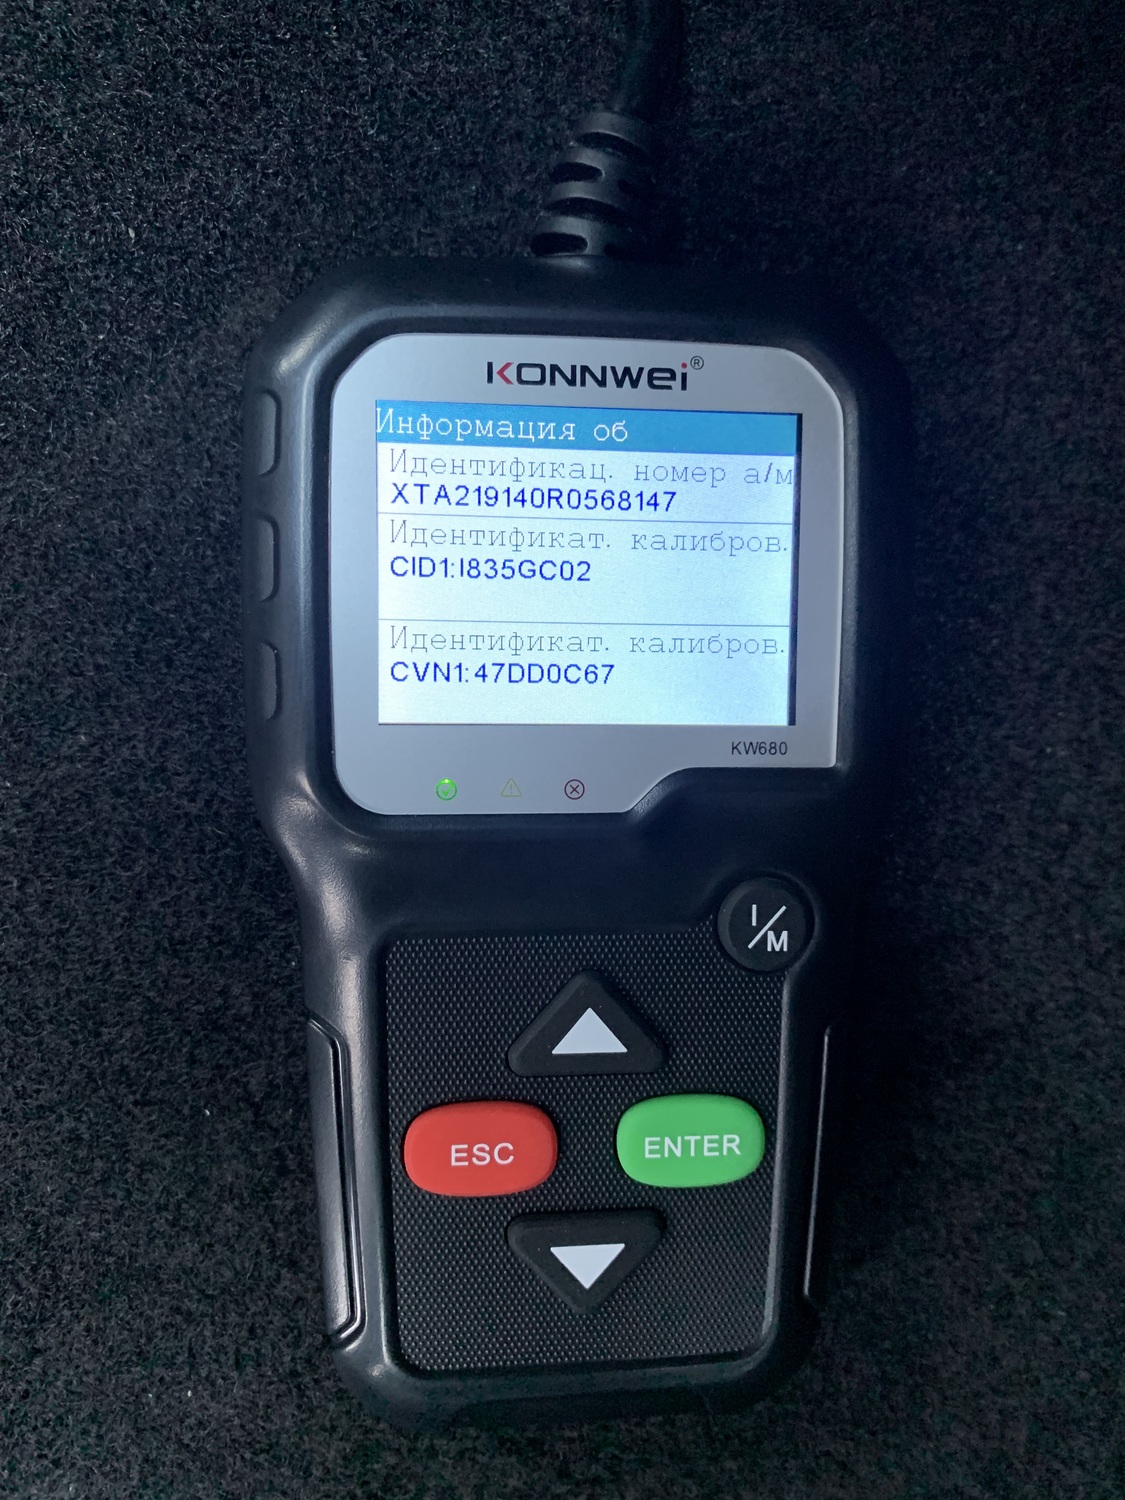 KONNWEI®
Информация об
Идентификац. номер а/м
XTA219140R0568147
Идентификат. калибров.
CID1:I835GC02
Идентификат. калибров.
CVN1:47DD0C67
KW680
I/M
ESC
ENTER